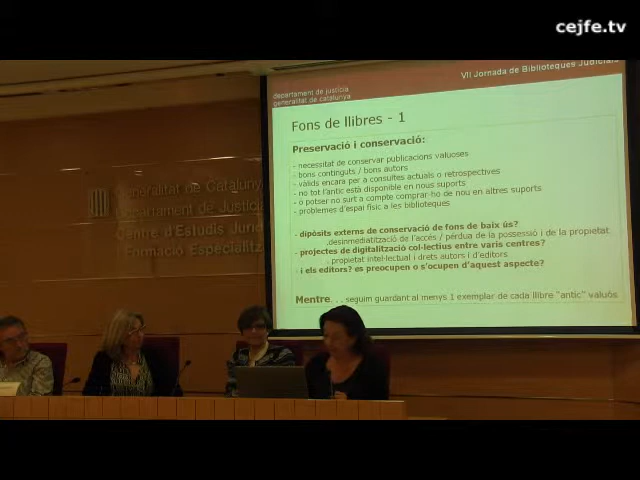 cejfe.tv
VII Jornada de Biblioteques Judicials
departament de justícia
generalitat de catalunya
Fons de llibres - 1
Preservació i conservació:
- necessitat de conservar publicacions valuoses
- bons continguts / bons autors
- vàlids encara per a consultes actuals o retrospectives
- no tot l'antic està disponible en nous suports
- o potser no surt a compte comprar-ho de nou en altres suports
- problemes d'espai físic a les biblioteques
- dipòsits externs de conservació de fons de baix ús?
.desinmediatització de l'accés / pèrdua de la possessió i de la propietat
- projectes de digitalització col·lectius entre varis centres?
. propietat intel·lectual i drets autors i d'editors
- i els editors? es preocupen o s'ocupen d'aquest aspecte?
Mentre. . . seguim guardant al menys 1 exemplar de cada llibre "antic" valuós
Generalitat de Catalunya
Departament de Justícia
Centre d'Estudis Jurí
Formació Especialitz